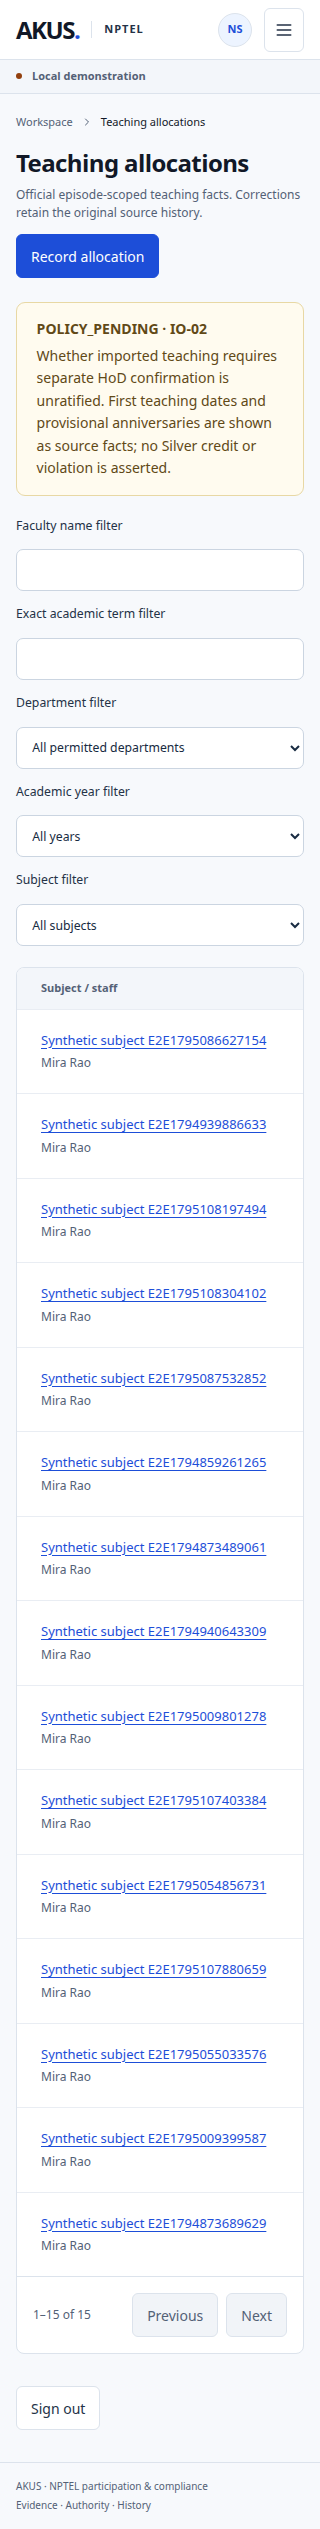 AKUS. NPTEL NS
Local demonstration
Workspace > Teaching allocations
Teaching allocations
Official episode-scoped teaching facts. Corrections
retain the original source history.
Record allocation
POLICY_PENDING · IO-02
Whether imported teaching requires
separate HoD confirmation is
unratified. First teaching dates and
provisional anniversaries are shown
as source facts; no Silver credit or
violation is asserted.
Faculty name filter
Exact academic term filter
Department filter
All permitted departments
Academic year filter
All years
Subject filter
All subjects
Subject / staff
Synthetic subject E2E1795086627154
Mira Rao
Synthetic subject E2E1794939886633
Mira Rao
Synthetic subject E2E1795108197494
Mira Rao
Synthetic subject E2E1795108304102
Mira Rao
Synthetic subject E2E1795087532852
Mira Rao
Synthetic subject E2E1794859261265
Mira Rao
Synthetic subject E2E1794873489061
Mira Rao
Synthetic subject E2E1794940643309
Mira Rao
Synthetic subject E2E1795009801278
Mira Rao
Synthetic subject E2E1795107403384
Mira Rao
Synthetic subject E2E1795054856731
Mira Rao
Synthetic subject E2E1795107880659
Mira Rao
Synthetic subject E2E1795055033576
Mira Rao
Synthetic subject E2E1795009399587
Mira Rao
Synthetic subject E2E1794873689629
Mira Rao
1–15 of 15 Previous Next
Sign out
AKUS · NPTEL participation & compliance
Evidence · Authority · History